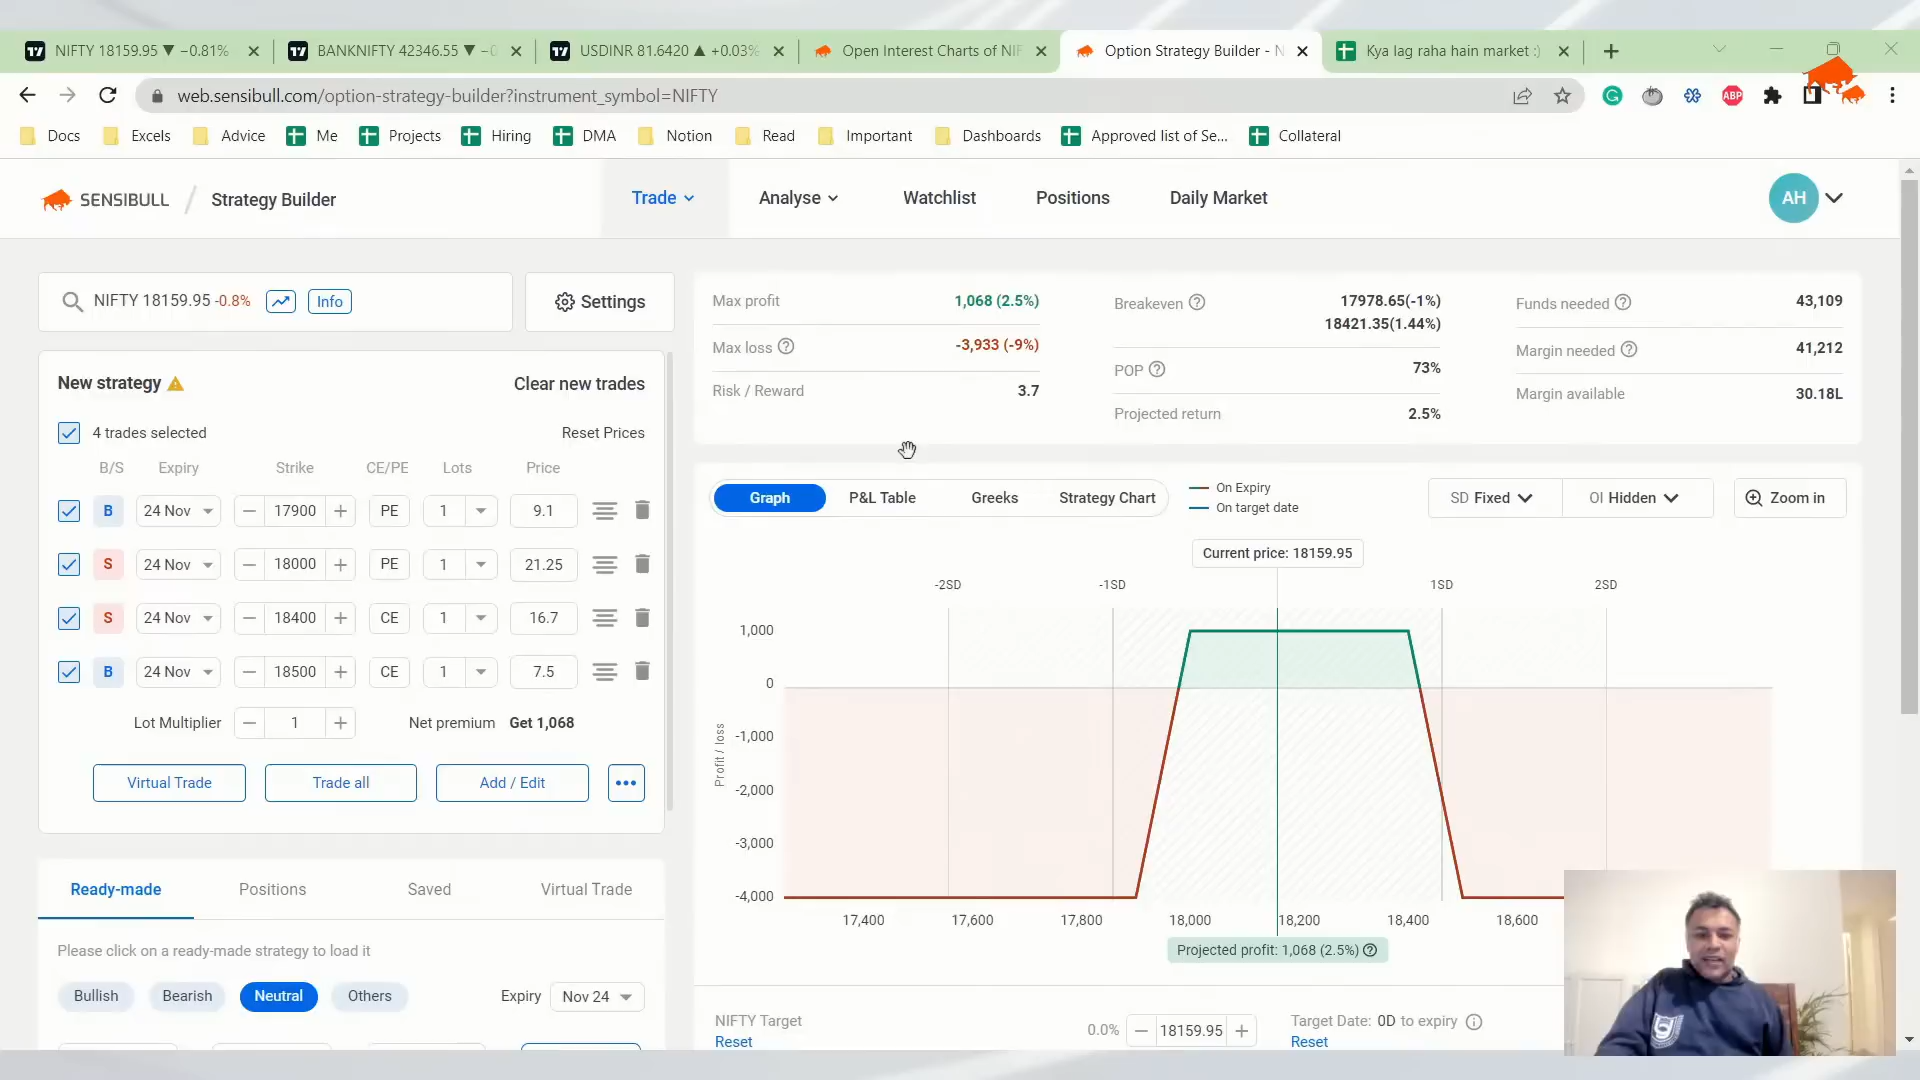 NIFTY 18159.95 ▼ −0.81%
BANKNIFTY 42346.55 ▼ −0
USDINR 81.6420 ▲ +0.03%
Open Interest Charts of NIF
Option Strategy Builder - N
Kya lag raha hain market :)
web.sensibull.com/option-strategy-builder?instrument_symbol=NIFTY
ABP
Docs
Excels
Advice
Me
Projects
Hiring
DMA
Notion
Read
Important
Dashboards
Approved list of Se...
Collateral
SENSIBULL / Strategy Builder
Trade
Analyse
Watchlist
Positions
Daily Market
AH
NIFTY 18159.95 -0.8%
Info
Settings
Max profit 1,068 (2.5%)
Max loss -3,933 (-9%)
Risk / Reward 3.7
Breakeven 17978.65(-1%)
18421.35(1.44%)
POP 73%
Projected return 2.5%
Funds needed 43,109
Margin needed 41,212
Margin available 30.18L
New strategy
Clear new trades
4 trades selected
Reset Prices
B/S Expiry Strike CE/PE Lots Price
B 24 Nov − 17900 + PE 1 9.1
S 24 Nov − 18000 + PE 1 21.25
S 24 Nov − 18400 + CE 1 16.7
B 24 Nov − 18500 + CE 1 7.5
Lot Multiplier − 1 + Net premium Get 1,068
Virtual Trade
Trade all
Add / Edit
Ready-made
Positions
Saved
Virtual Trade
Please click on a ready-made strategy to load it
Bullish
Bearish
Neutral
Others
Expiry Nov 24
Graph
P&L Table
Greeks
Strategy Chart
On Expiry
On target date
SD Fixed
OI Hidden
Zoom in
Current price: 18159.95
-2SD
-1SD
1SD
2SD
1,000
0
-1,000
-2,000
-3,000
-4,000
Profit / loss
17,400
17,600
17,800
18,000
18,200
18,400
18,600
Projected profit: 1,068 (2.5%)
NIFTY Target
Reset
0.0% − 18159.95 +
Target Date: 0D to expiry
Reset